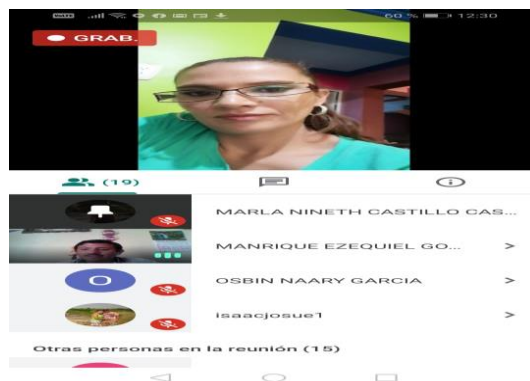 60 % 12:30
GRAB.
(19)
MARLA NINETH CASTILLO CAS...
MANRIQUE EZEQUIEL GO...
O OSBIN NAARY GARCIA
isaacjosue1
Otras personas en la reunión (15)